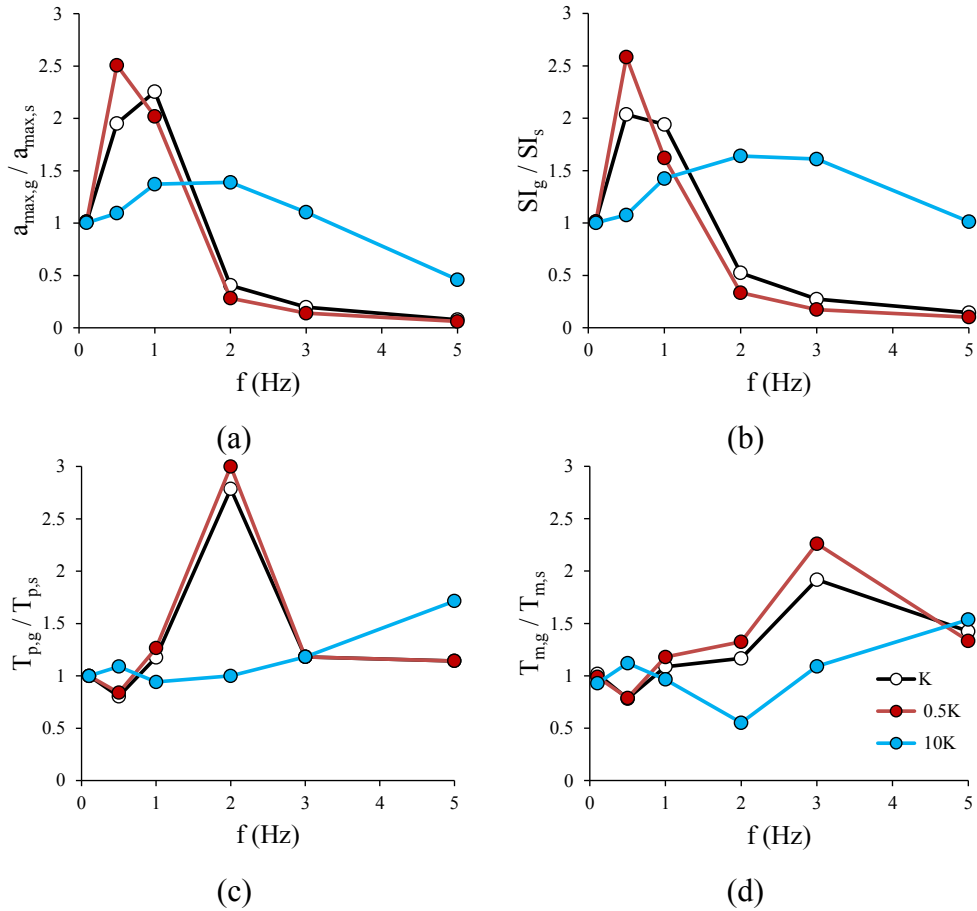 3
2.5
2
1.5
1
0.5
0
a_max,g / a_max,s
0 1 2 3 4 5
f (Hz)
(a)
3
2.5
2
1.5
1
0.5
0
SI_g / SI_s
0 1 2 3 4 5
f (Hz)
(b)
3
2.5
2
1.5
1
0.5
0
T_p,g / T_p,s
0 1 2 3 4 5
f (Hz)
(c)
3
2.5
2
1.5
1
0.5
0
T_m,g / T_m,s
K
0.5K
10K
0 1 2 3 4 5
f (Hz)
(d)